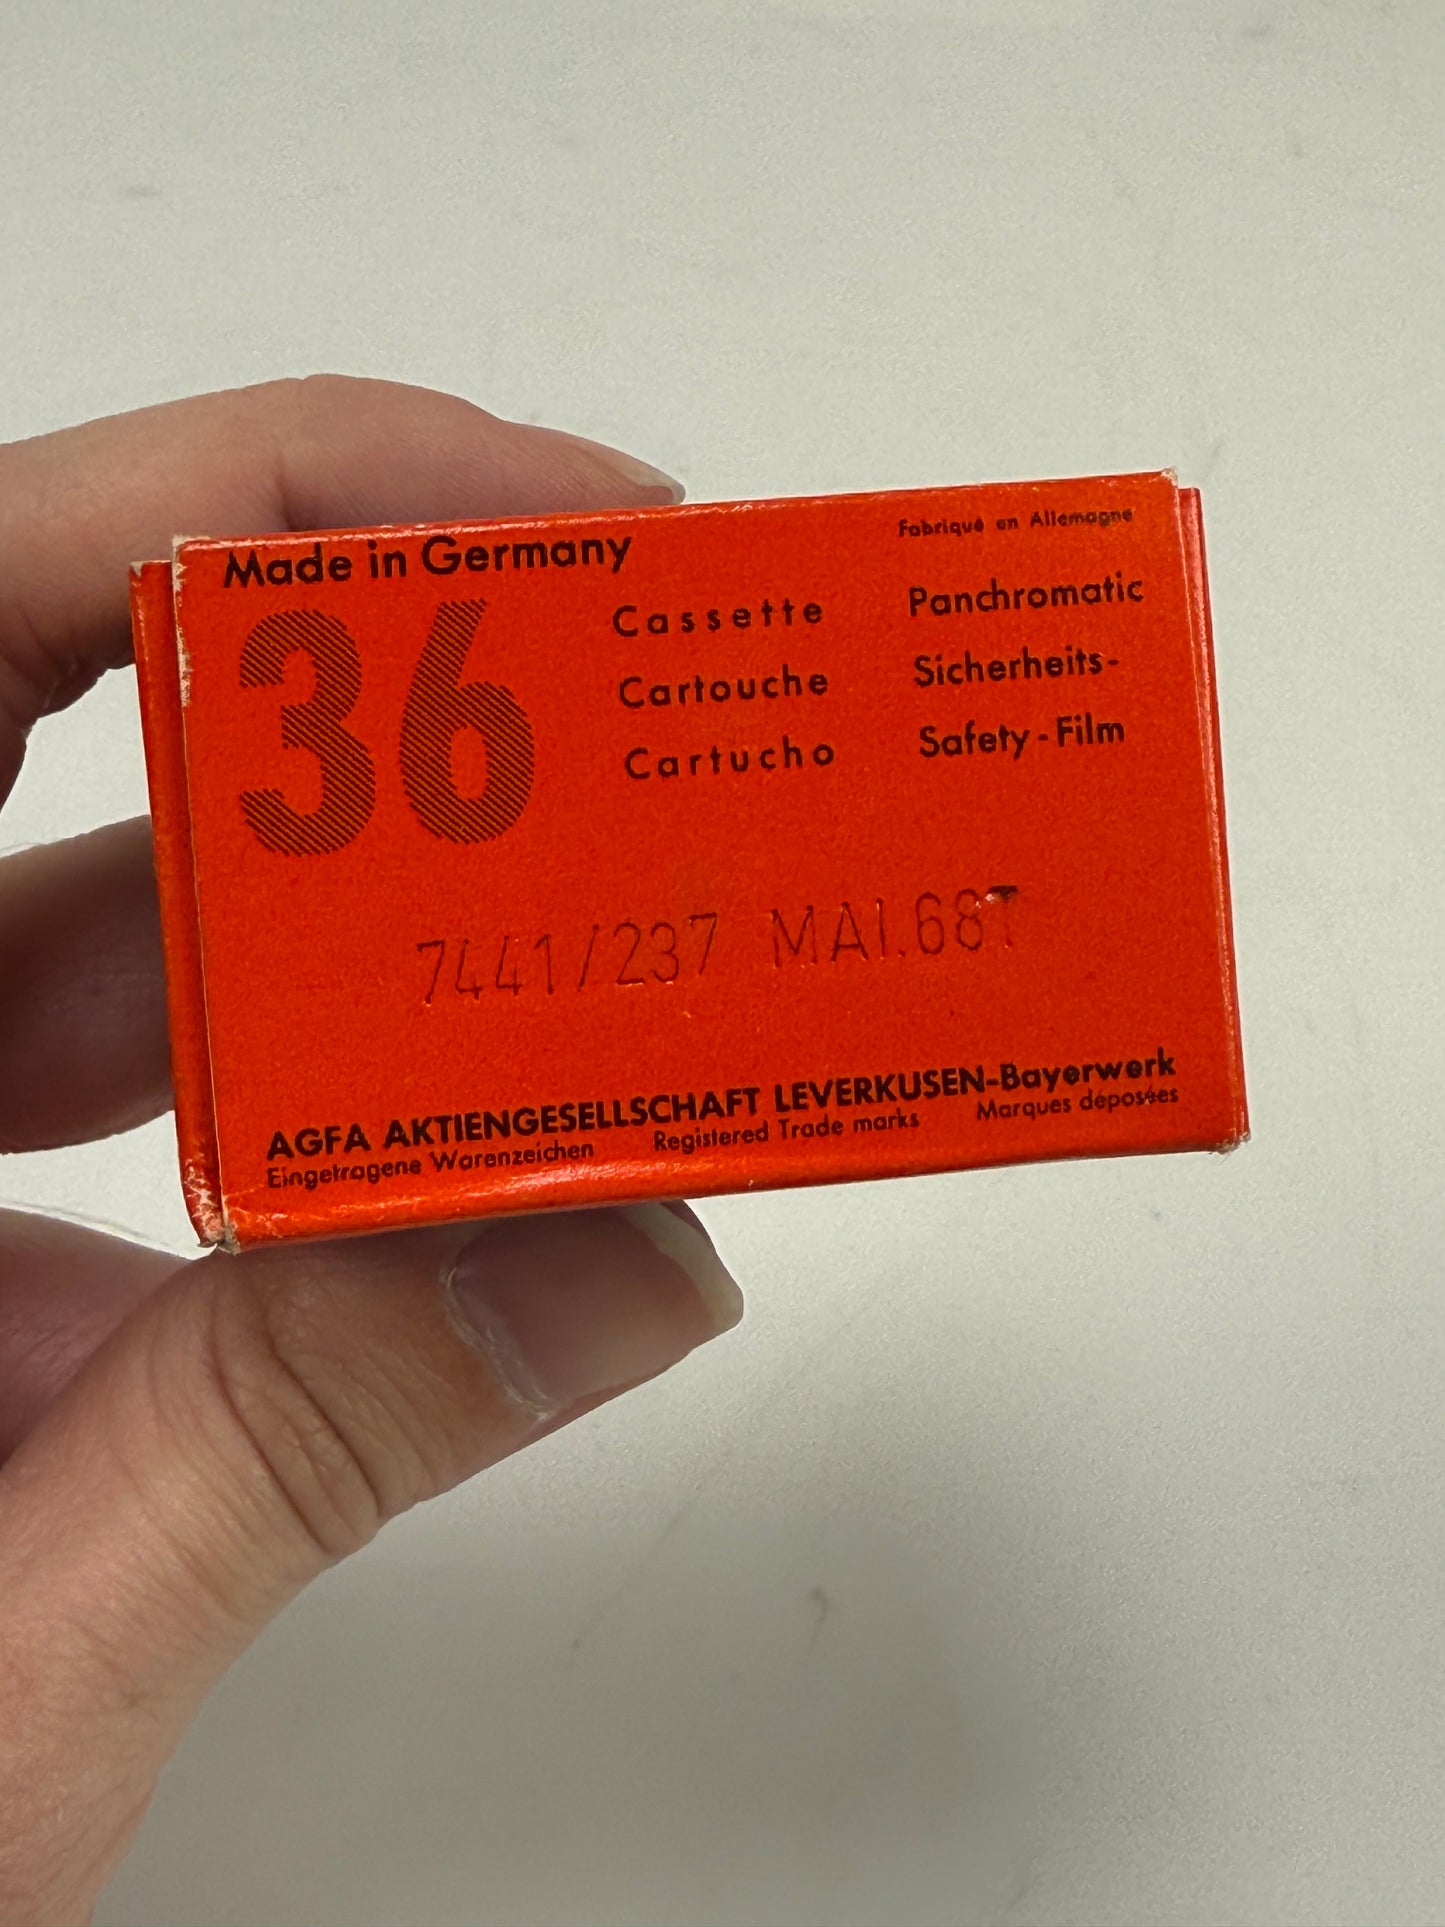 Fabriqué en Allemagne
Made in Germany
36
Cassette
Cartouche
Cartucho
Panchromatic
Sicherheits-
Safety-Film
7441/237 MAI.68T
AGFA AKTIENGESELLSCHAFT LEVERKUSEN-Bayerwerk
Eingetragene Warenzeichen Registered Trade marks Marques déposées